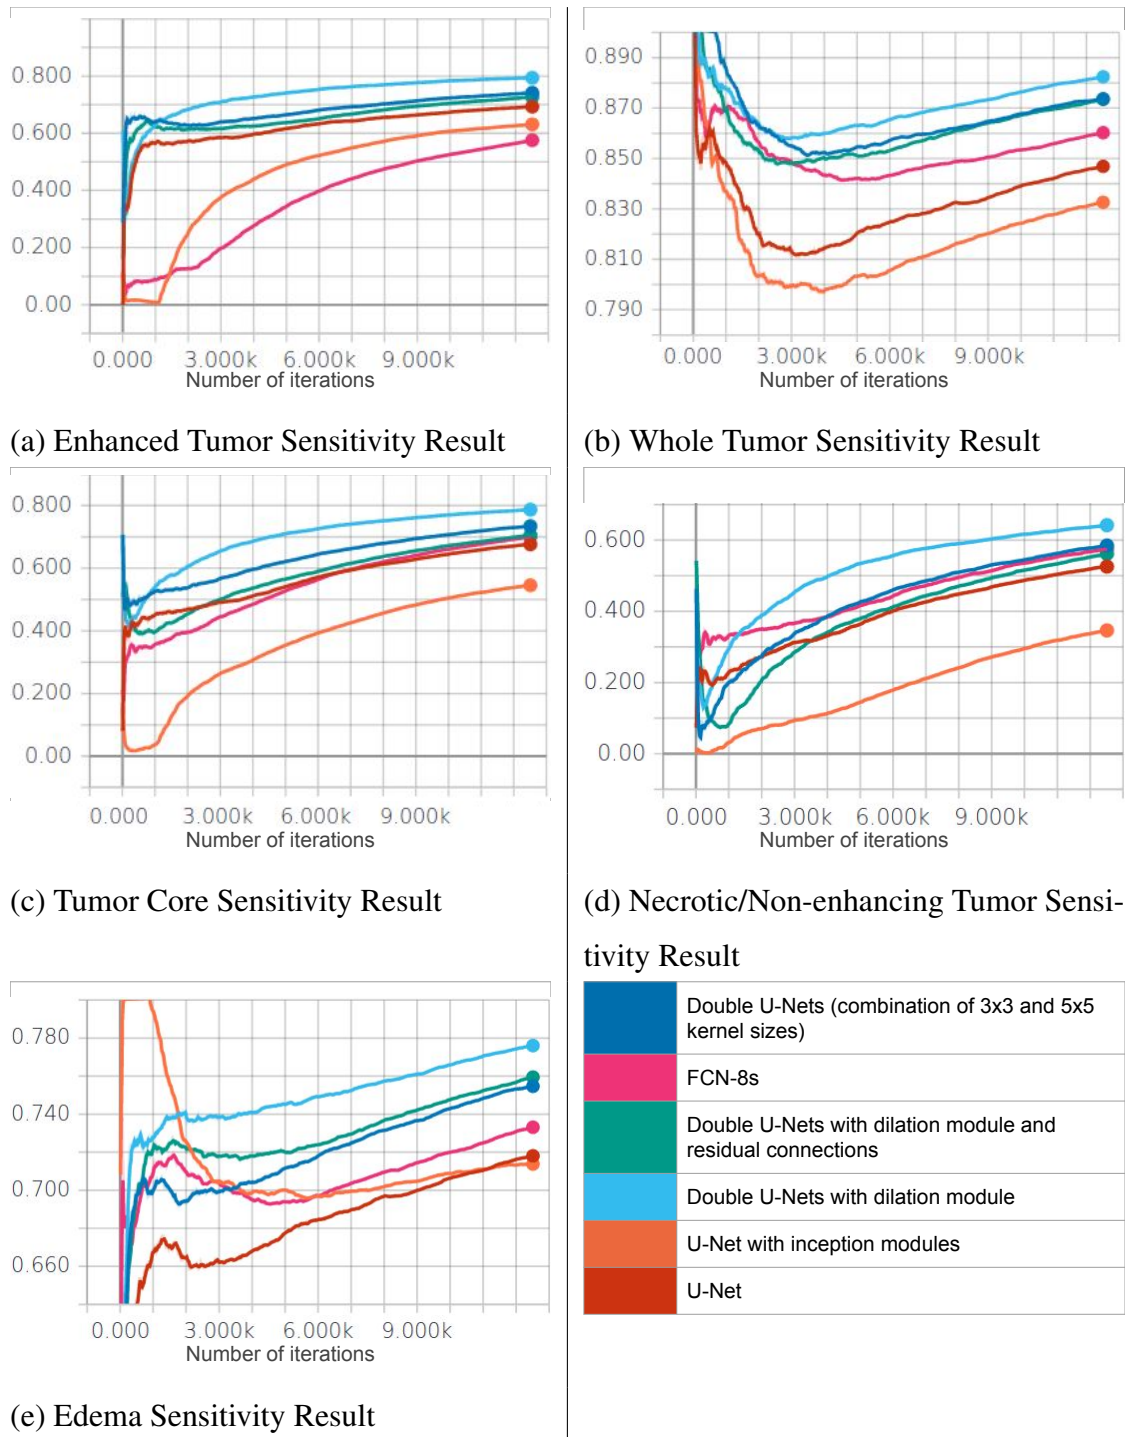 0.800
0.600
0.400
0.200
0.00
0.000 3.000k 6.000k 9.000k
Number of iterations
(a) Enhanced Tumor Sensitivity Result
0.890
0.870
0.850
0.830
0.810
0.790
0.000 3.000k 6.000k 9.000k
Number of iterations
(b) Whole Tumor Sensitivity Result
0.800
0.600
0.400
0.200
0.00
0.000 3.000k 6.000k 9.000k
Number of iterations
(c) Tumor Core Sensitivity Result
0.600
0.400
0.200
0.00
0.000 3.000k 6.000k 9.000k
Number of iterations
(d) Necrotic/Non-enhancing Tumor Sensi-
tivity Result
0.780
0.740
0.700
0.660
0.000 3.000k 6.000k 9.000k
Number of iterations
(e) Edema Sensitivity Result
Double U-Nets (combination of 3x3 and 5x5
kernel sizes)
FCN-8s
Double U-Nets with dilation module and
residual connections
Double U-Nets with dilation module
U-Net with inception modules
U-Net